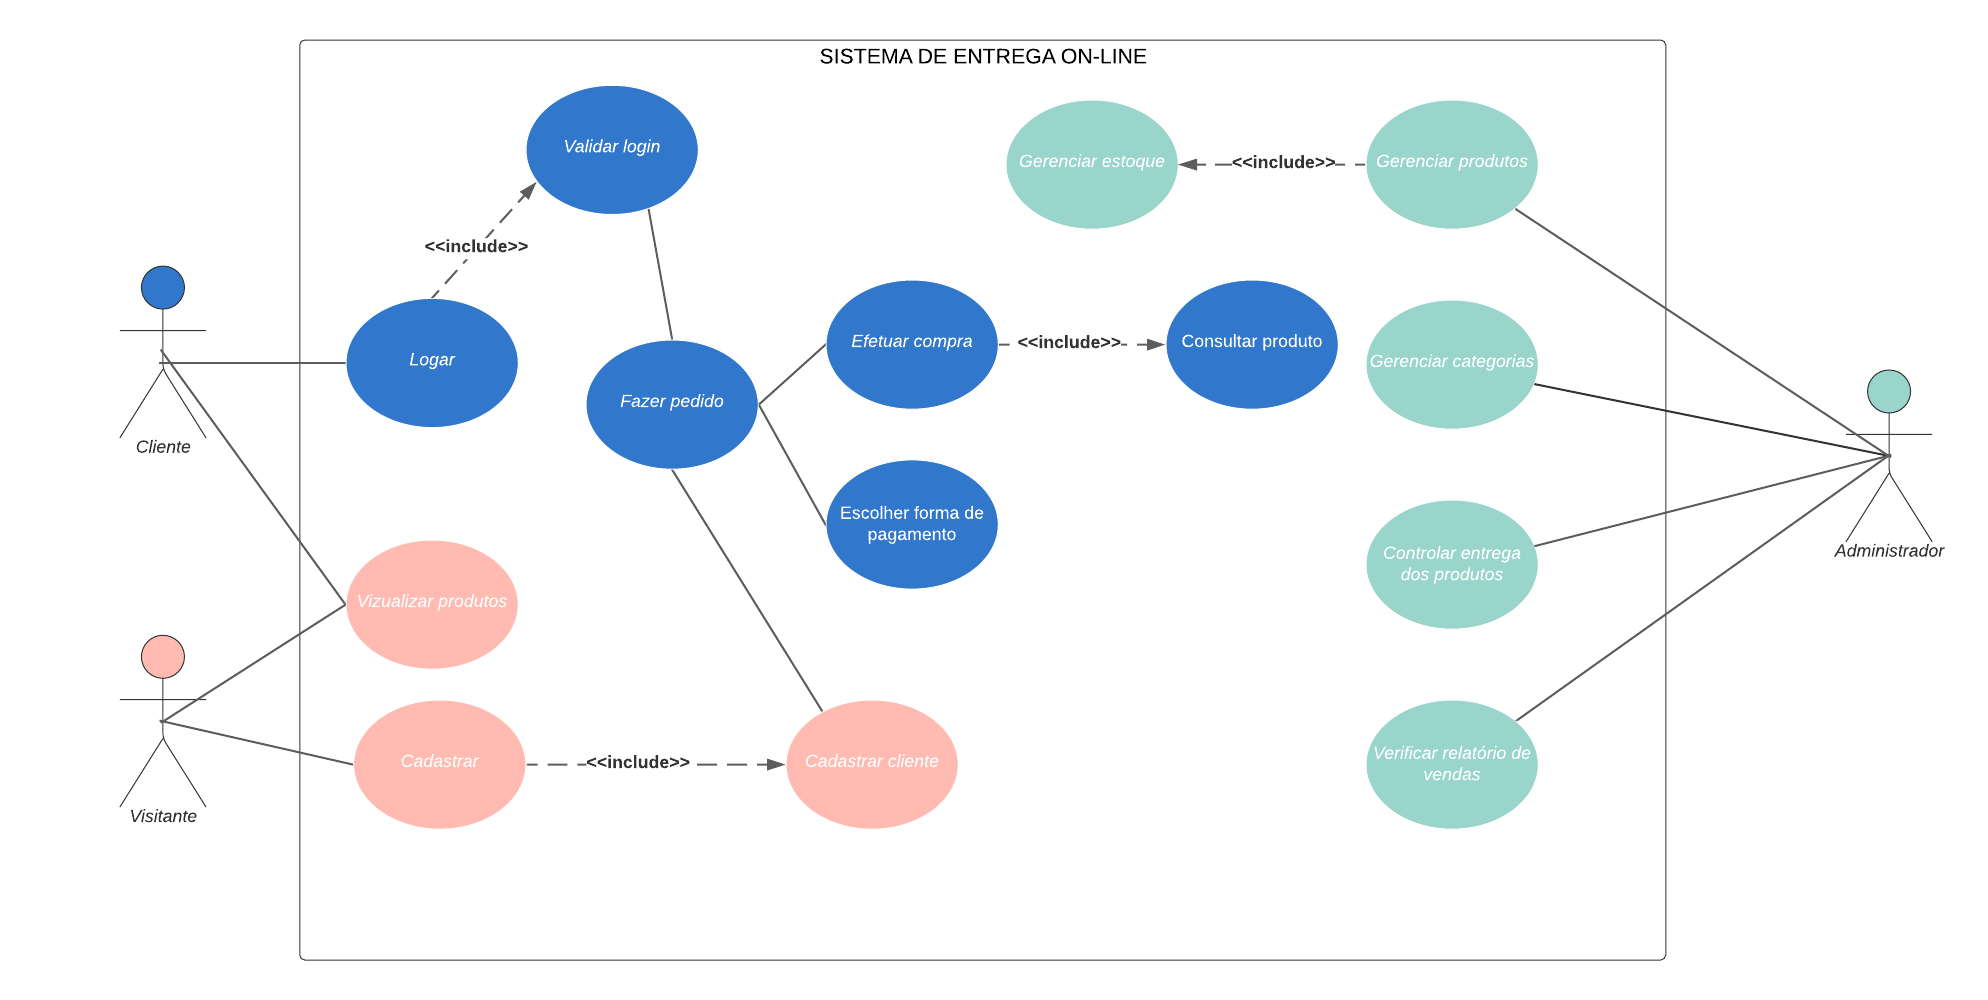 SISTEMA DE ENTREGA ON-LINE
Validar login
Gerenciar estoque
<<include>>
Gerenciar produtos
<<include>>
Logar
Fazer pedido
Efetuar compra
<<include>>
Consultar produto
Gerenciar categorias
Cliente
Escolher forma de
pagamento
Controlar entrega
dos produtos
Administrador
Vizualizar produtos
Cadastrar
<<include>>
Cadastrar cliente
Verificar relatório de
vendas
Visitante